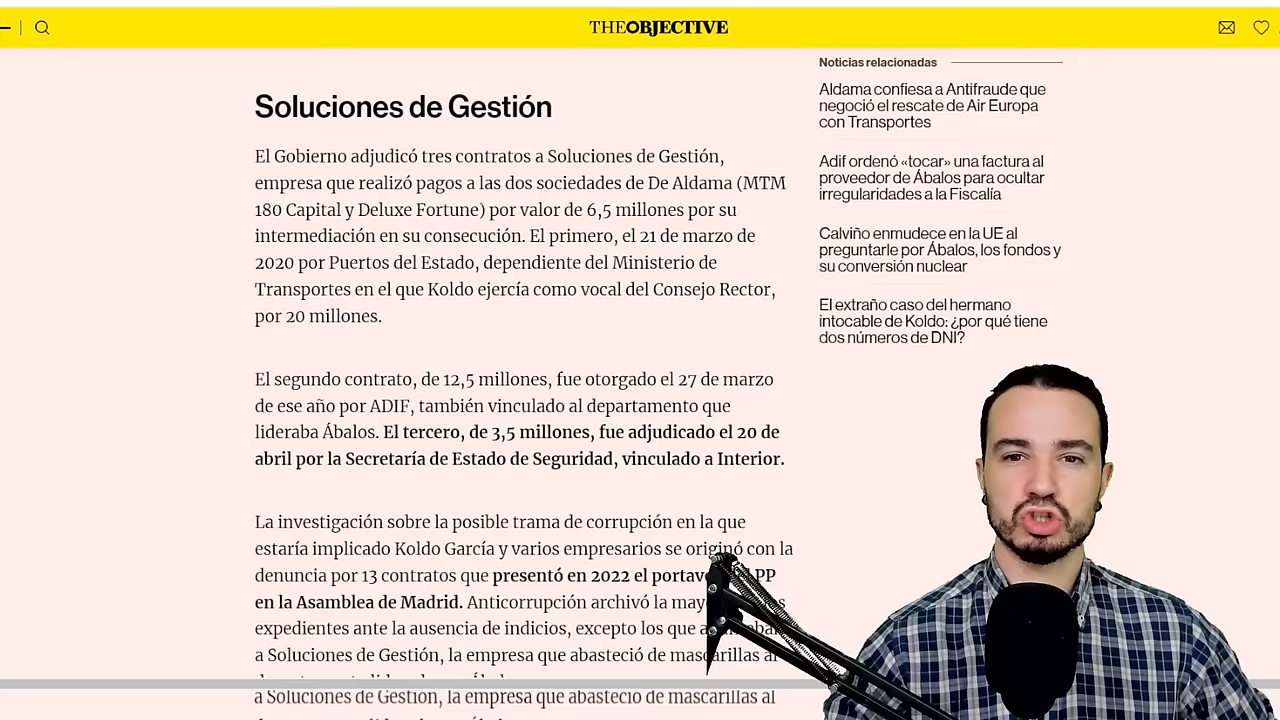 THEOBJECTIVE
Soluciones de Gestión
El Gobierno adjudicó tres contratos a Soluciones de Gestión,
empresa que realizó pagos a las dos sociedades de De Aldama (MTM
180 Capital y Deluxe Fortune) por valor de 6,5 millones por su
intermediación en su consecución. El primero, el 21 de marzo de
2020 por Puertos del Estado, dependiente del Ministerio de
Transportes en el que Koldo ejercía como vocal del Consejo Rector,
por 20 millones.
El segundo contrato, de 12,5 millones, fue otorgado el 27 de marzo
de ese año por ADIF, también vinculado al departamento que
lideraba Ábalos. El tercero, de 3,5 millones, fue adjudicado el 20 de
abril por la Secretaría de Estado de Seguridad, vinculado a Interior.
La investigación sobre la posible trama de corrupción en la que
estaría implicado Koldo García y varios empresarios se originó con la
denuncia por 13 contratos que presentó en 2022 el PP
en la Asamblea de Madrid. Anticorrupción archivó la
expedientes ante la ausencia de indicios, excepto los que
a Soluciones de Gestión, la empresa que abasteció de mascarillas al
a Soluciones de Gestión, la empresa que abasteció de mascarillas al
Noticias relacionadas
Aldama confiesa a Antifraude que
negoció el rescate de Air Europa
con Transportes
Adif ordenó «tocar» una factura al
proveedor de Ábalos para ocultar
irregularidades a la Fiscalía
Calviño enmudece en la UE al
preguntarle por Ábalos, los fondos y
su conversión nuclear
El extraño caso del hermano
intocable de Koldo: ¿por qué tiene
dos números de DNI?